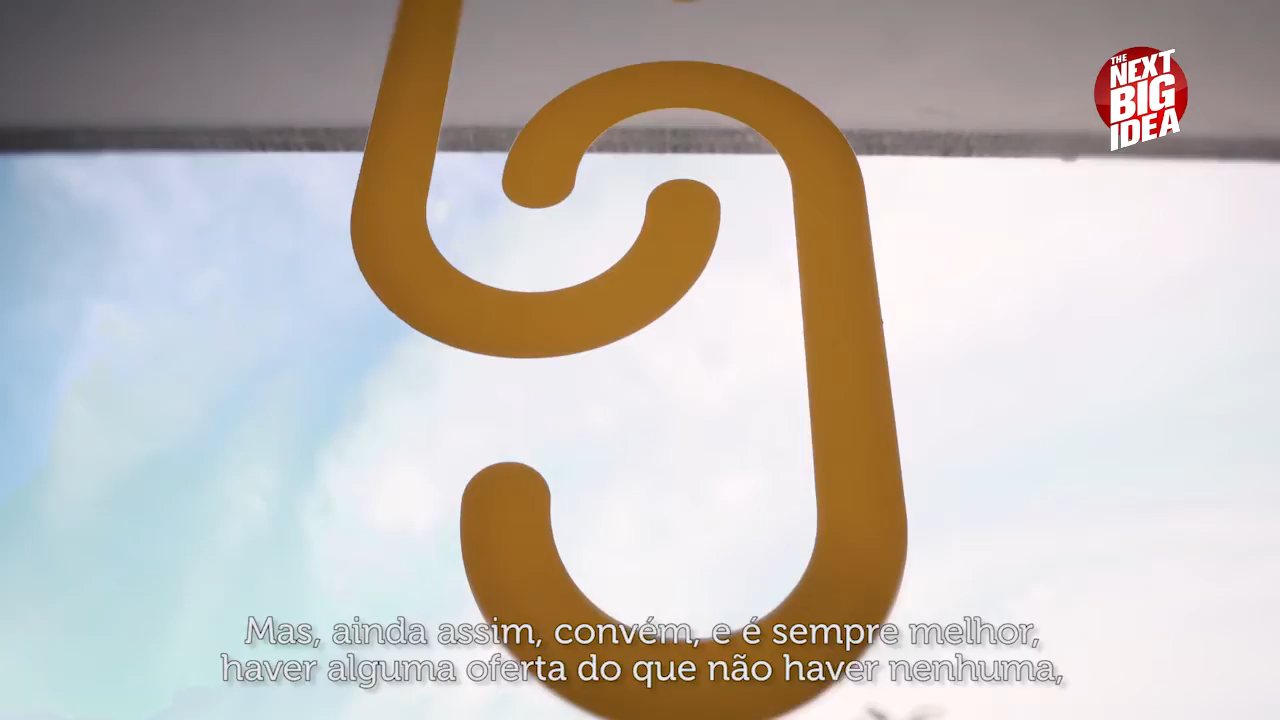 THE
NEXT
BIG
IDEA
Mas, ainda assim, convém, e é sempre melhor,
haver alguma oferta do que não haver nenhuma,